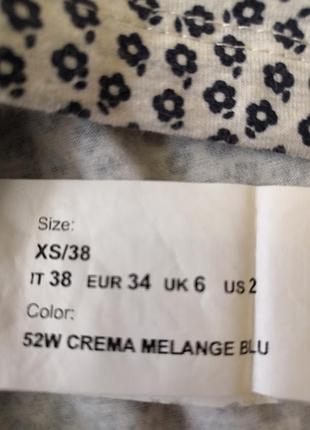 Size:
XS/38
IT 38 EUR 34 UK 6 US 2
Color:
52W CREMA MELANGE BLU